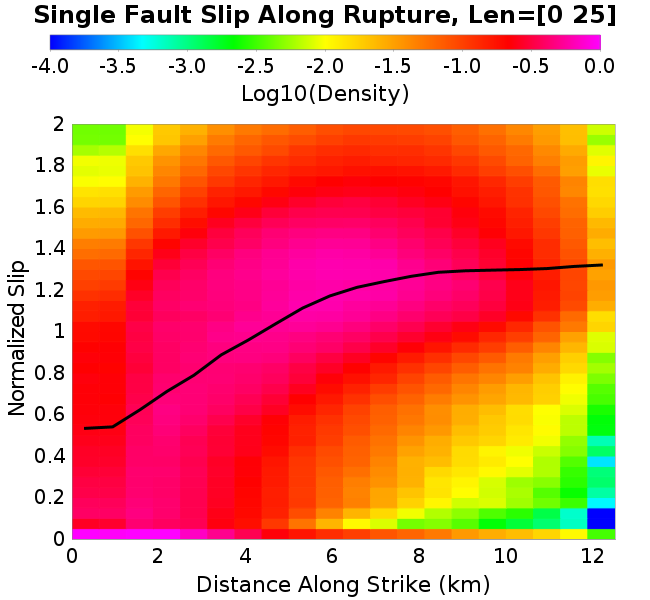 Single Fault Slip Along Rupture, Len=[0 25]
-4.0 -3.5 -3.0 -2.5 -2.0 -1.5 -1.0 -0.5 0.0
Log10(Density)
Normalized Slip
2
1.8
1.6
1.4
1.2
1
0.8
0.6
0.4
0.2
0
0 2 4 6 8 10 12
Distance Along Strike (km)